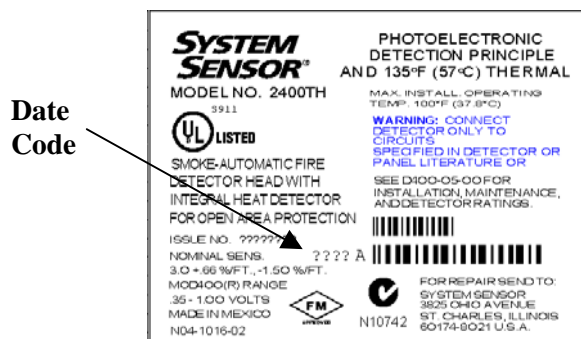 Date
Code
SYSTEM
SENSOR®
MODEL NO. 2400TH
S911
UL LISTED
SMOKE-AUTOMATIC FIRE
DETECTOR HEAD WITH
INTEGRAL HEAT DETECTOR
FOR OPEN AREA PROTECTION
ISSUE NO. ????????
NOMINAL SENS. ???? A
3.0 +.66 %/FT., -1.50 %/FT.
MOD400(R) RANGE
.35 - 1.00 VOLTS
MADE IN MEXICO
N04-1016-02
FM
APPROVED
PHOTOELECTRONIC
DETECTION PRINCIPLE
AND 135ºF (57ºC) THERMAL
MAX. INSTALL. OPERATING
TEMP. 100°F (37.8°C)
WARNING: CONNECT
DETECTOR ONLY TO
CIRCUITS
SPECIFIED IN DETECTOR OR
PANEL LITERATURE OR
SEE D400-05-00 FOR
INSTALLATION, MAINTENANCE,
AND DETECTOR RATINGS.
N10742
FOR REPAIR SEND TO:
SYSTEM SENSOR
3825 OHIO AVENUE
ST. CHARLES, ILLINOIS
60174-8021 U.S.A.